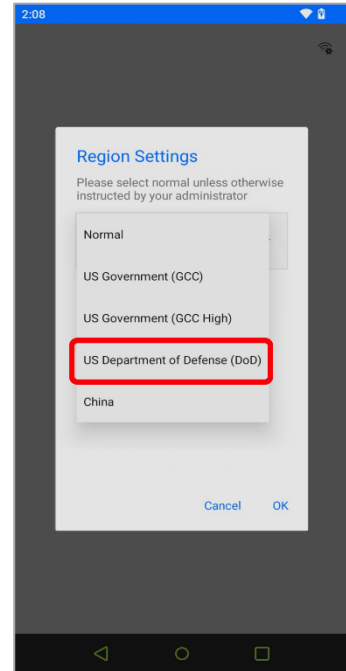 2:08
Region Settings
Please select normal unless otherwise
instructed by your administrator
Normal
US Government (GCC)
US Government (GCC High)
US Department of Defense (DoD)
China
Cancel OK